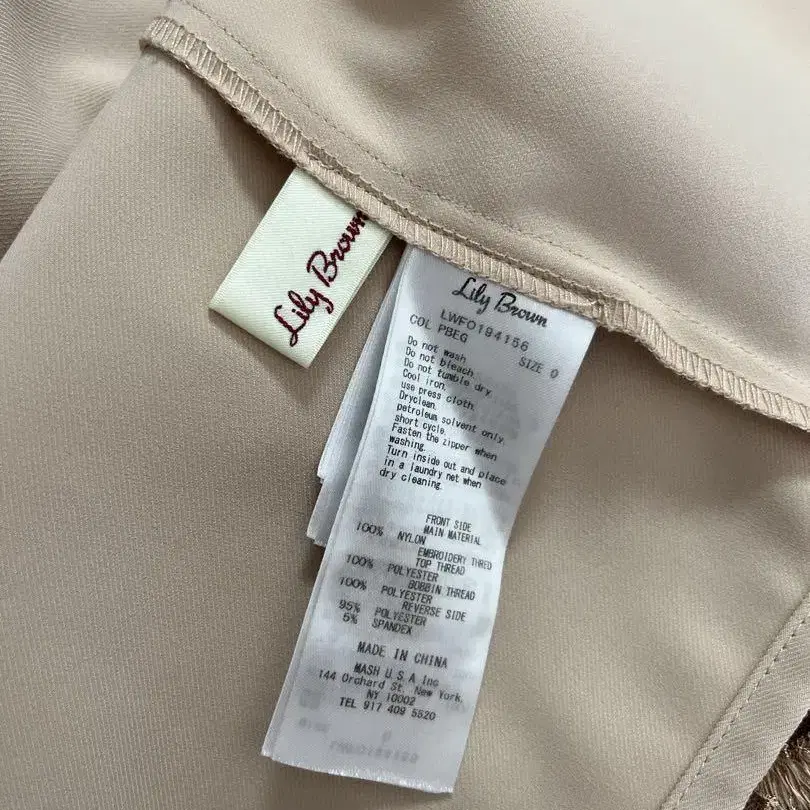 Lily Brown
Lily Brown
LWFO194156
COL PBEG
SIZE 0
Do not wash
Do not bleach.
Do not tumble dry.
Cool iron.
use press cloth
Dryclean.
petroleum solvent only.
short cycle.
Fasten the zipper when
washing.
Turn inside out and place
in a laundry net when
dry cleaning.
FRONT SIDE
MAIN MATERIAL
100% NYLON
EMBROIDERY THRED
TOP THREAD
100% POLYESTER
BOBBIN THREAD
100% POLYESTER
REVERSE SIDE
95% POLYESTER
5% SPANDEX
MADE IN CHINA
MASH U.S.A Inc
144 Orchard St. New York,
NY 10002
TEL 917 409 5520